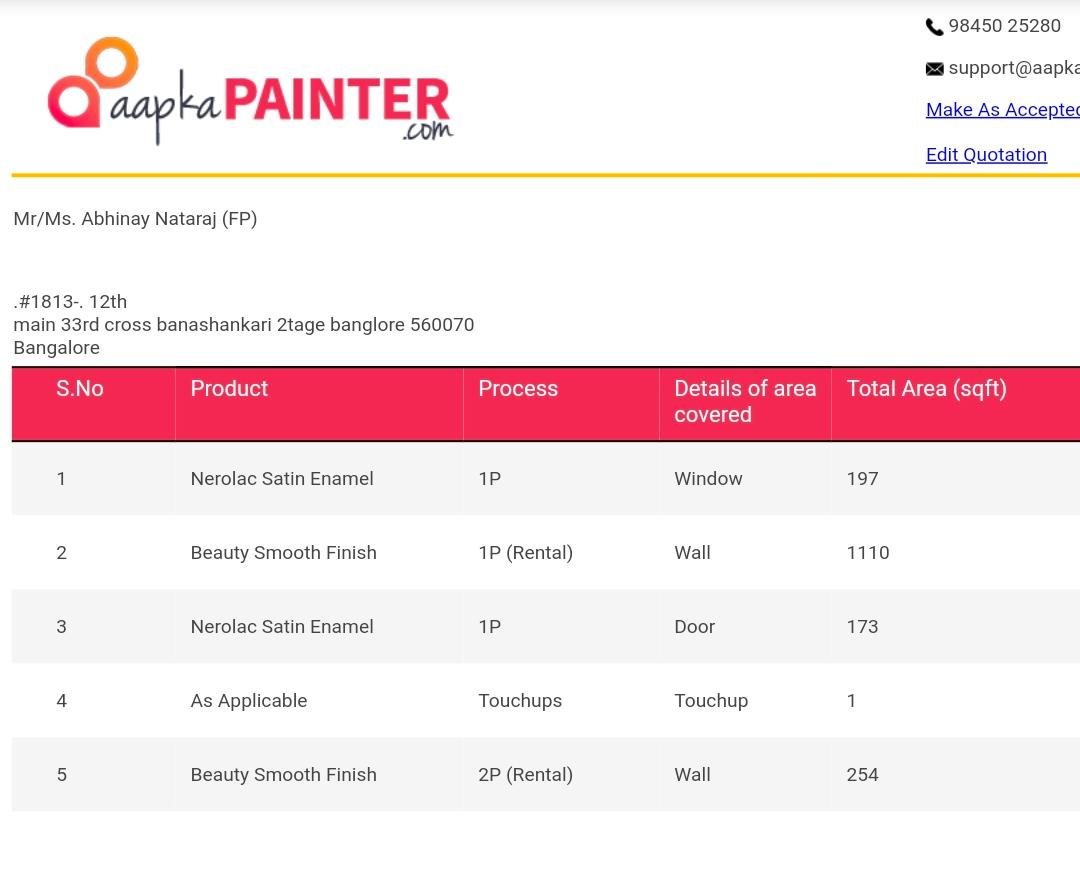 aapkaPAINTER
.com
98450 25280
support@aapka
Make As Accepted
Edit Quotation
Mr/Ms. Abhinay Nataraj (FP)
.#1813-. 12th
main 33rd cross banashankari 2tage banglore 560070
Bangalore
S.No Product Process Details of area covered Total Area (sqft)
1 Nerolac Satin Enamel 1P Window 197
2 Beauty Smooth Finish 1P (Rental) Wall 1110
3 Nerolac Satin Enamel 1P Door 173
4 As Applicable Touchups Touchup 1
5 Beauty Smooth Finish 2P (Rental) Wall 254